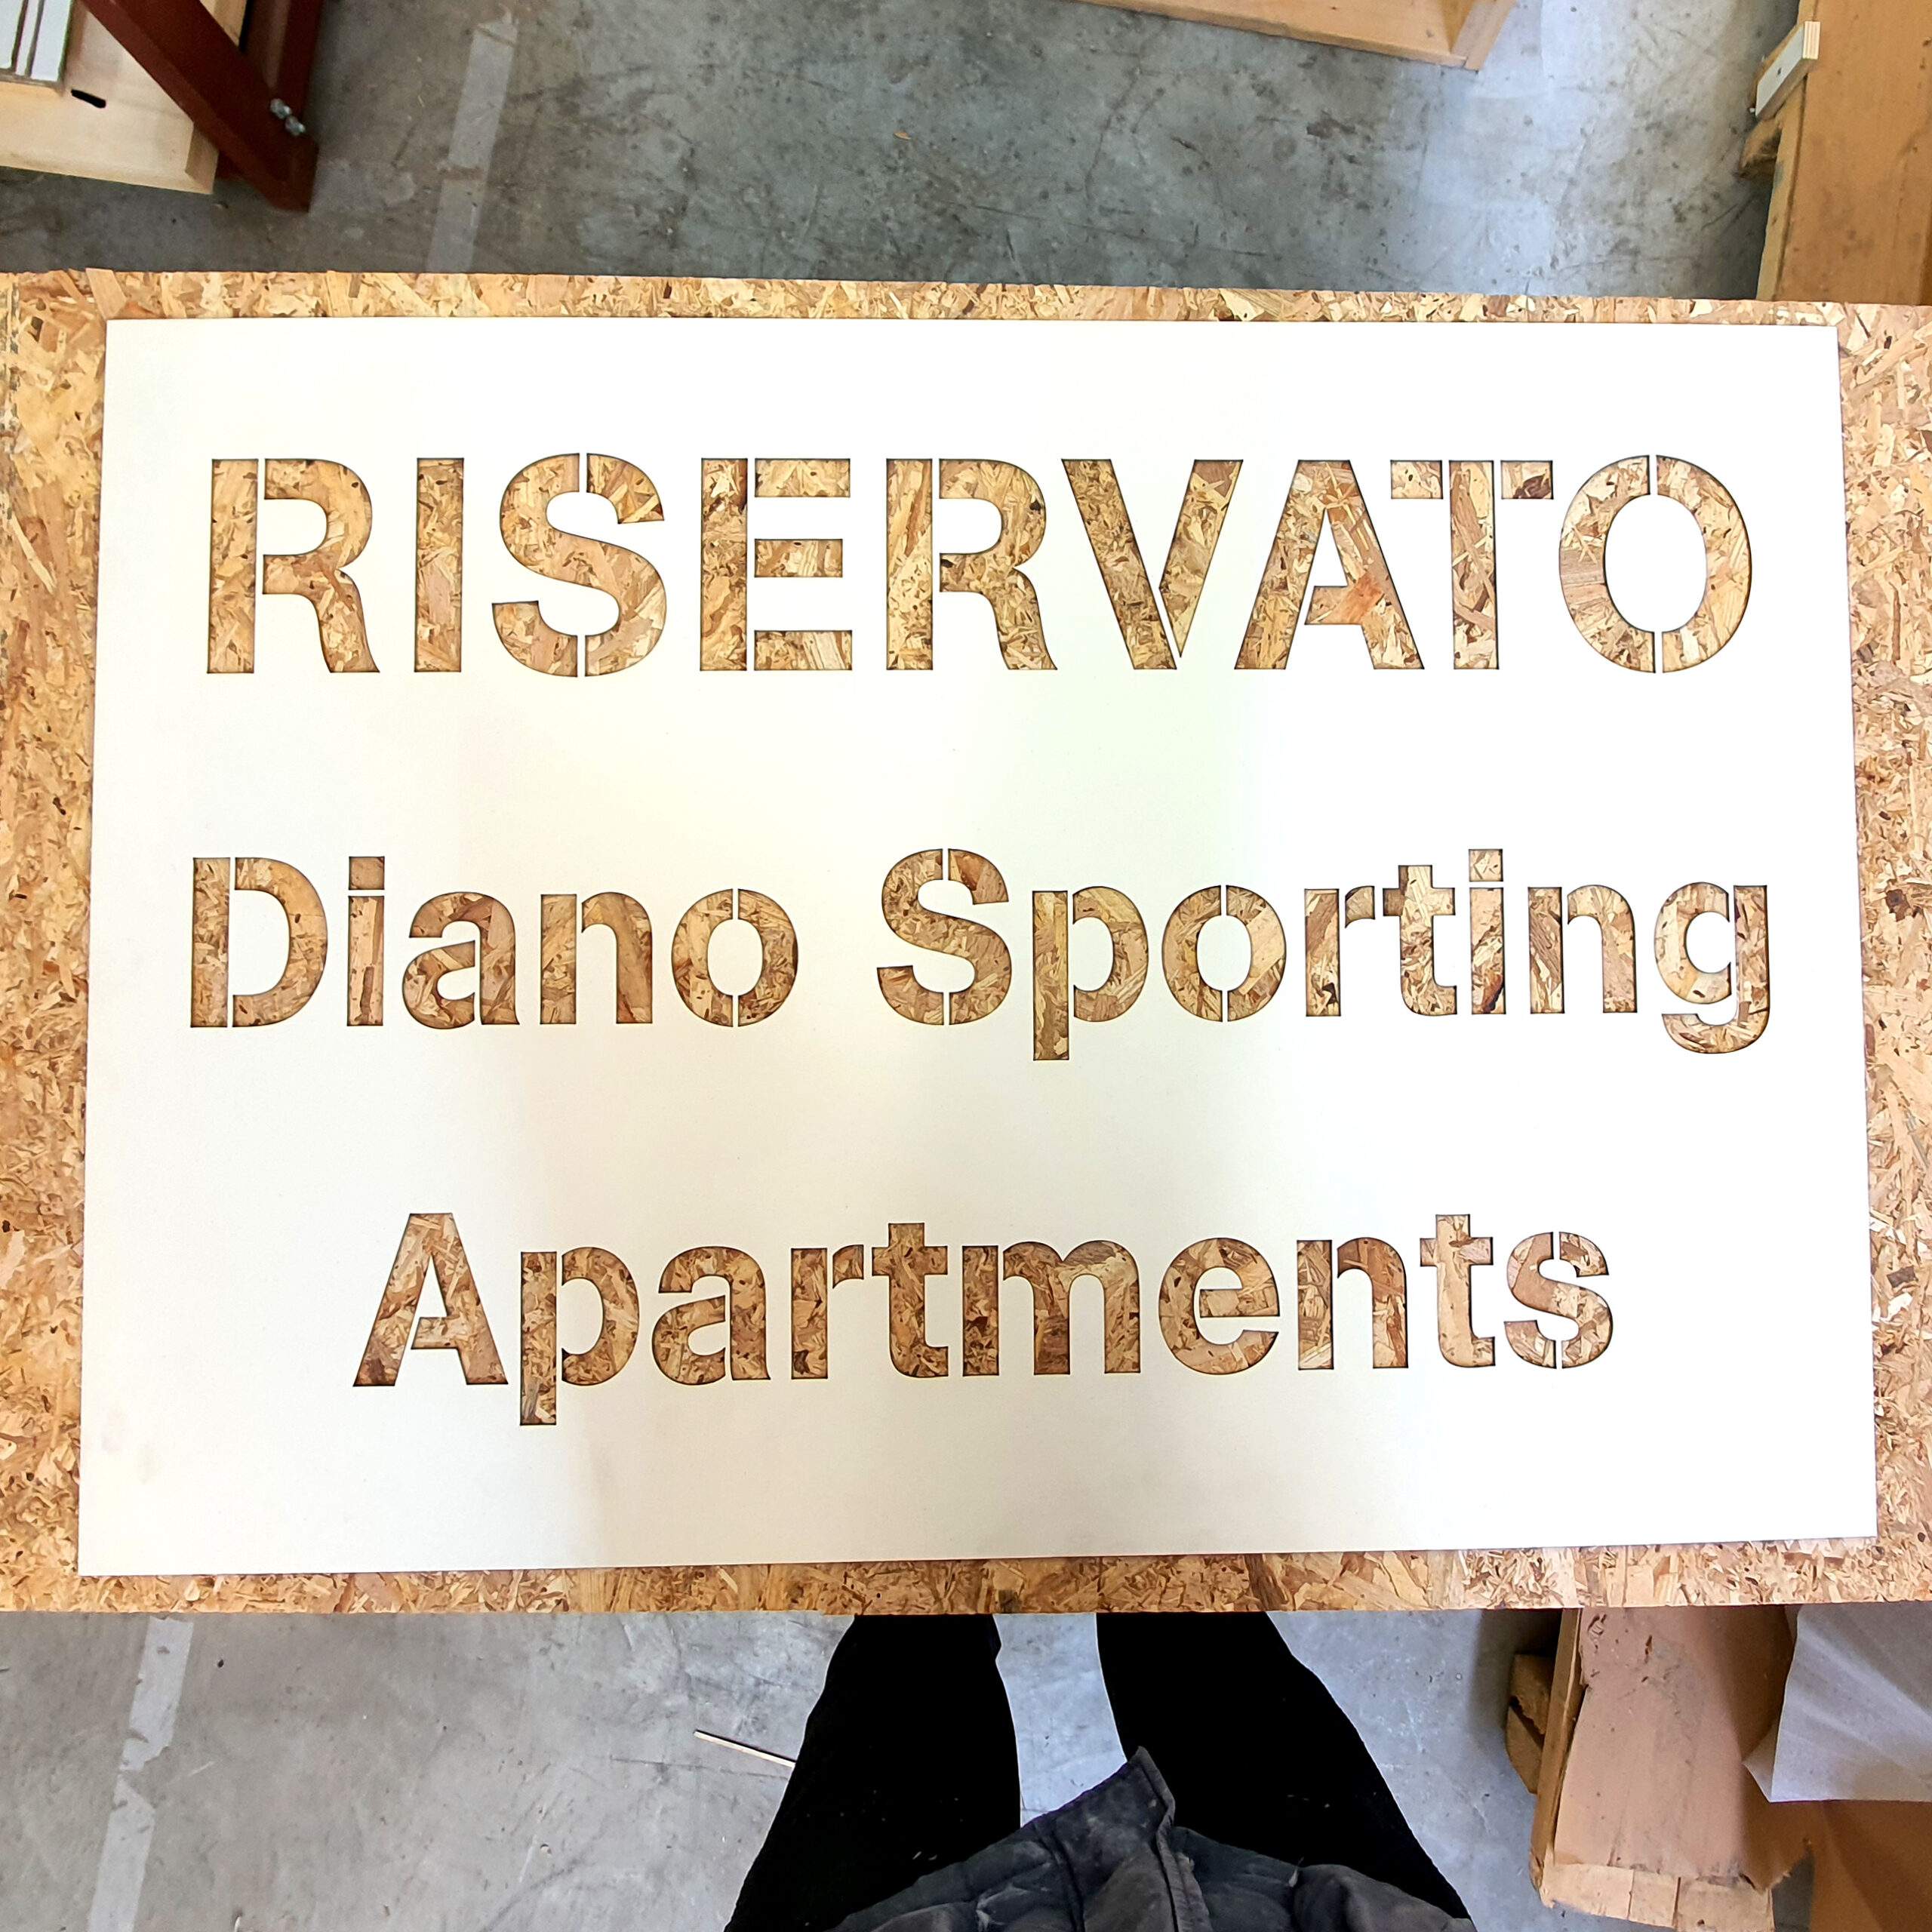 RISERVATO
Diano Sporting
Apartments